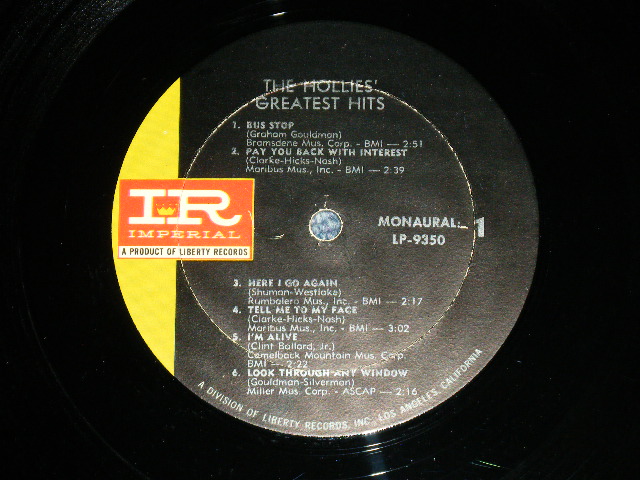 THE HOLLIES'
GREATEST HITS
1. BUS STOP
(Graham Gouldman)
Bramsdene Mus. Corp. - BMI — 2:51
2. PAY YOU BACK WITH INTEREST
(Clarke-Hicks-Nash)
Maribus Mus., Inc. - BMI — 2:39
IR
IMPERIAL
A PRODUCT OF LIBERTY RECORDS
MONAURAL: 1
LP-9350
3. HERE I GO AGAIN
(Shuman-Westlake)
Rumbalero Mus., Inc. - BMI — 2:17
4. TELL ME TO MY FACE
(Clarke-Hicks-Nash)
Maribus Mus., Inc. - BMI — 3:02
5. I'M ALIVE
(Clint Ballard, Jr.)
Camelback Mountain Mus. Corp.
BMI — 2:22
6. LOOK THROUGH ANY WINDOW
(Gouldman-Silverman)
Miller Mus. Corp. - ASCAP — 2:16
A DIVISION OF LIBERTY RECORDS, INC., LOS ANGELES, CALIFORNIA